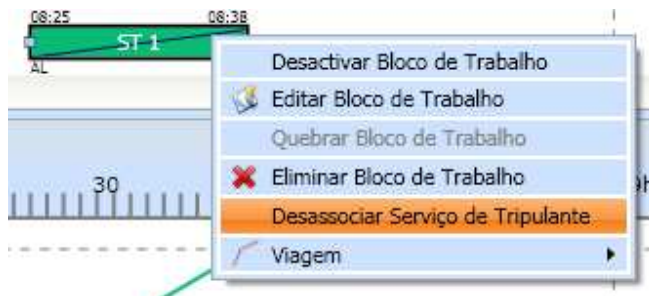 08:25 08:38
ST 1
AL
Desactivar Bloco de Trabalho
Editar Bloco de Trabalho
Quebrar Bloco de Trabalho
Eliminar Bloco de Trabalho
30
Desassociar Serviço de Tripulante
Viagem